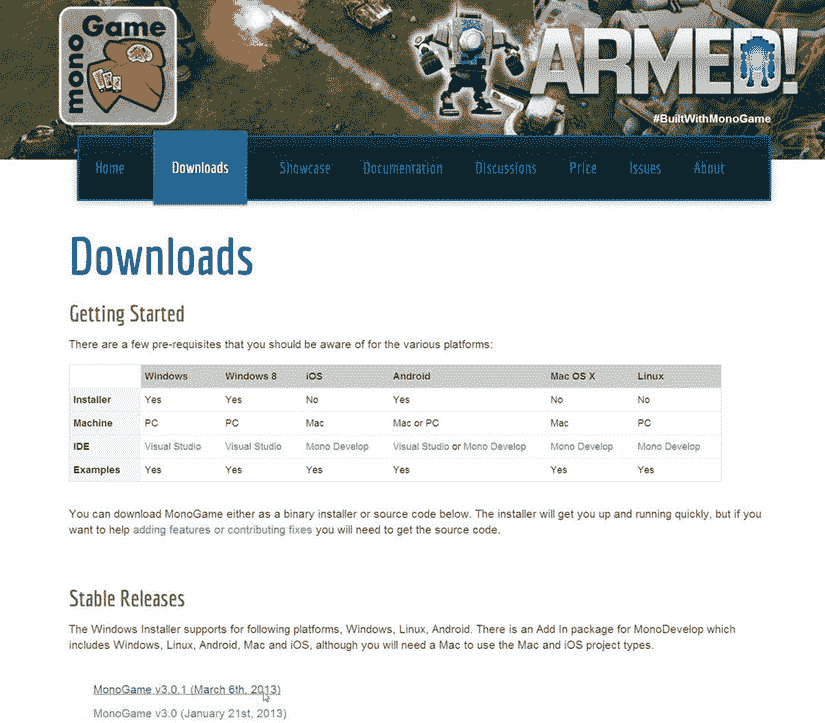 monoGame
ARMED!
#BuiltWithMonoGame
Home Downloads Showcase Documentation Discussions Price Issues About
Downloads
Getting Started
There are a few pre-requisites that you should be aware of for the various platforms:
Windows Windows 8 iOS Android Mac OS X Linux
Installer Yes Yes No Yes No No
Machine PC PC Mac Mac or PC Mac PC
IDE Visual Studio Visual Studio Mono Develop Visual Studio or Mono Develop Mono Develop Mono Develop
Examples Yes Yes Yes Yes Yes Yes
You can download MonoGame either as a binary installer or source code below. The installer will get you up and running quickly, but if you
want to help adding features or contributing fixes you will need to get the source code.
Stable Releases
The Windows Installer supports for following platforms, Windows, Linux, Android. There is an Add In package for MonoDevelop which
includes Windows, Linux, Android, Mac and iOS, although you will need a Mac to use the Mac and iOS project types.
MonoGame v3.0.1 (March 6th, 2013)
MonoGame v3.0 (January 21st, 2013)